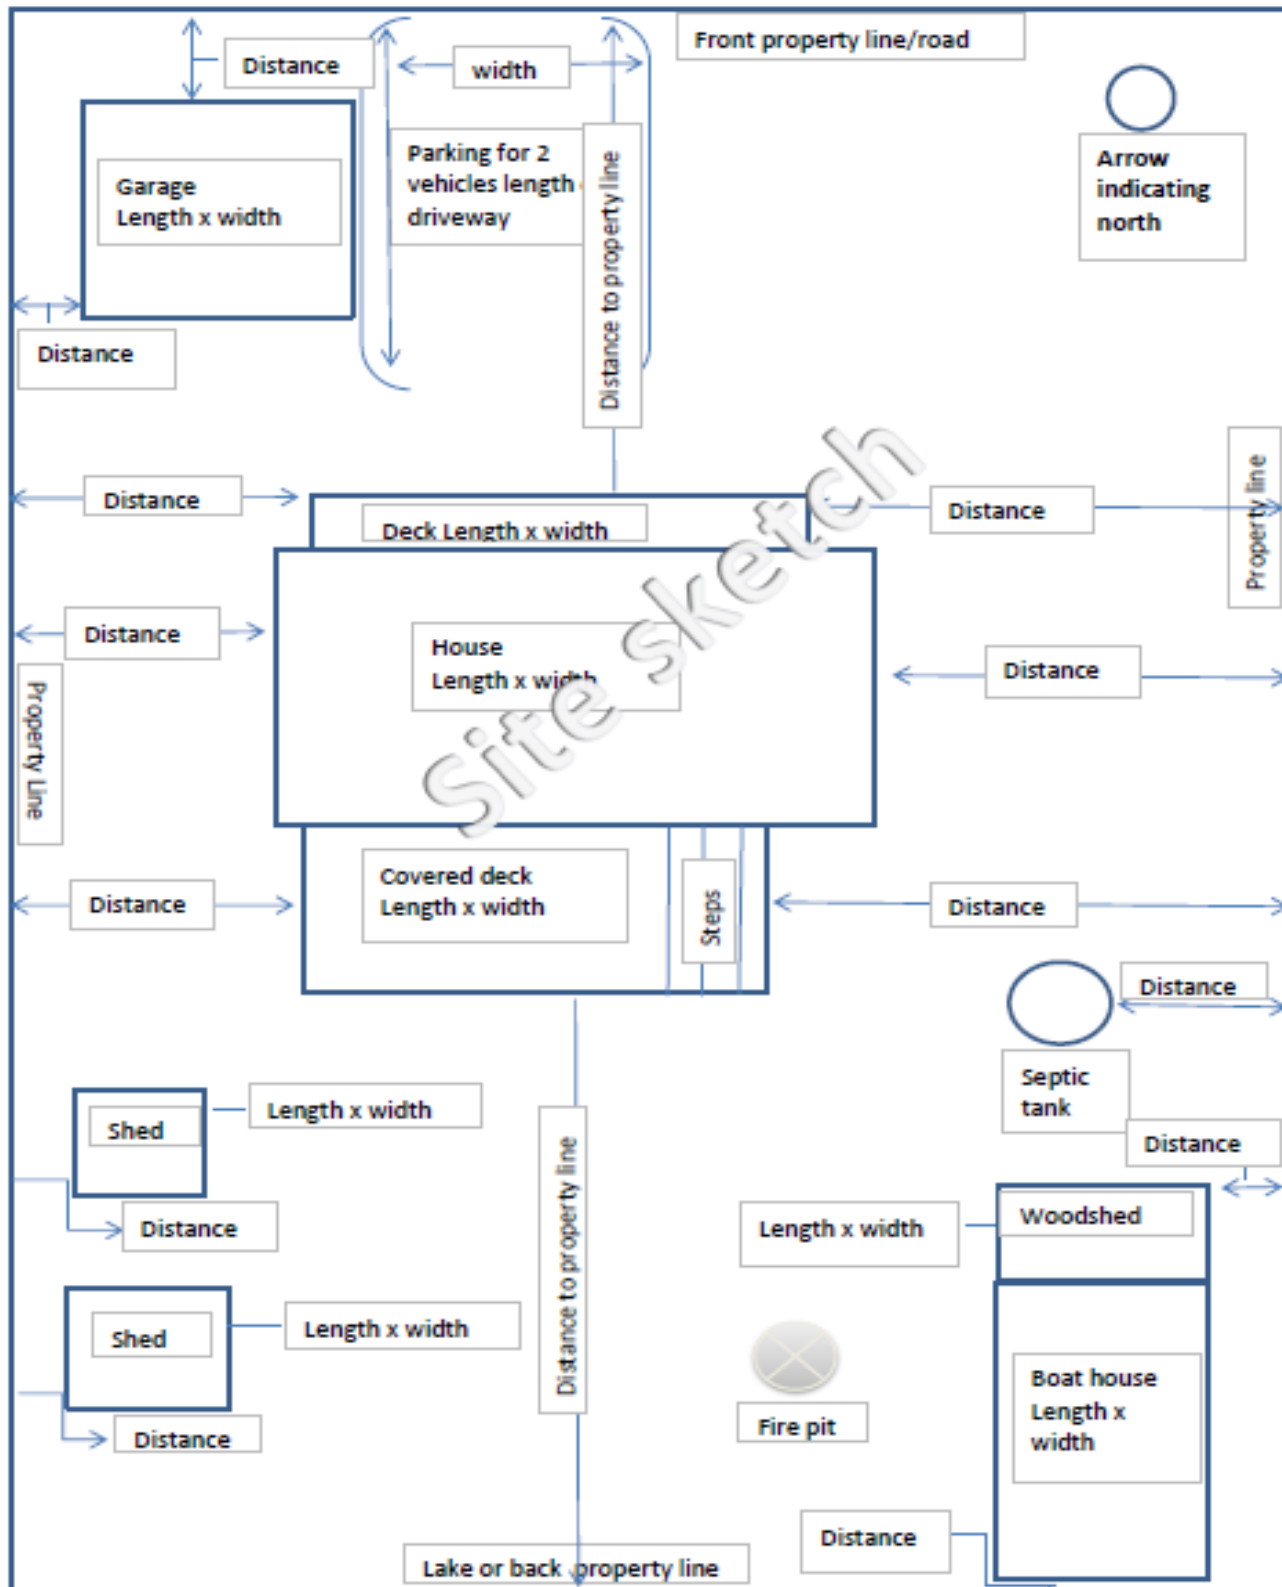 Front property line/road
Distance
width
Parking for 2
vehicles length
driveway
Distance to property line
Garage
Length x width
Arrow
indicating
north
Distance
Distance
Deck Length x width
Distance
Property line
Distance
House
Length x width
Distance
Site sketch
Property Line
Distance
Covered deck
Length x width
Steps
Distance
Distance
Septic
tank
Distance
Shed
Length x width
Distance
Distance to property line
Length x width
Woodshed
Shed
Length x width
Distance
Fire pit
Boat house
Length x
width
Distance
Lake or back property line